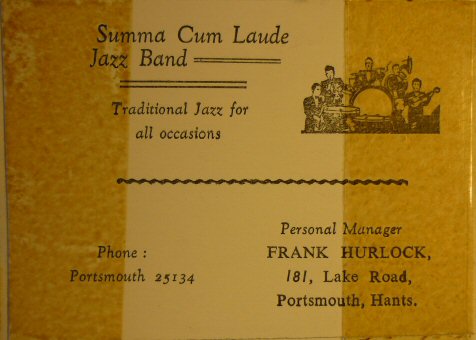 Summa Cum Laude
Jazz Band
Traditional Jazz for
all occasions
Phone :
Portsmouth 25134
Personal Manager
FRANK HURLOCK,
181, Lake Road,
Portsmouth, Hants.